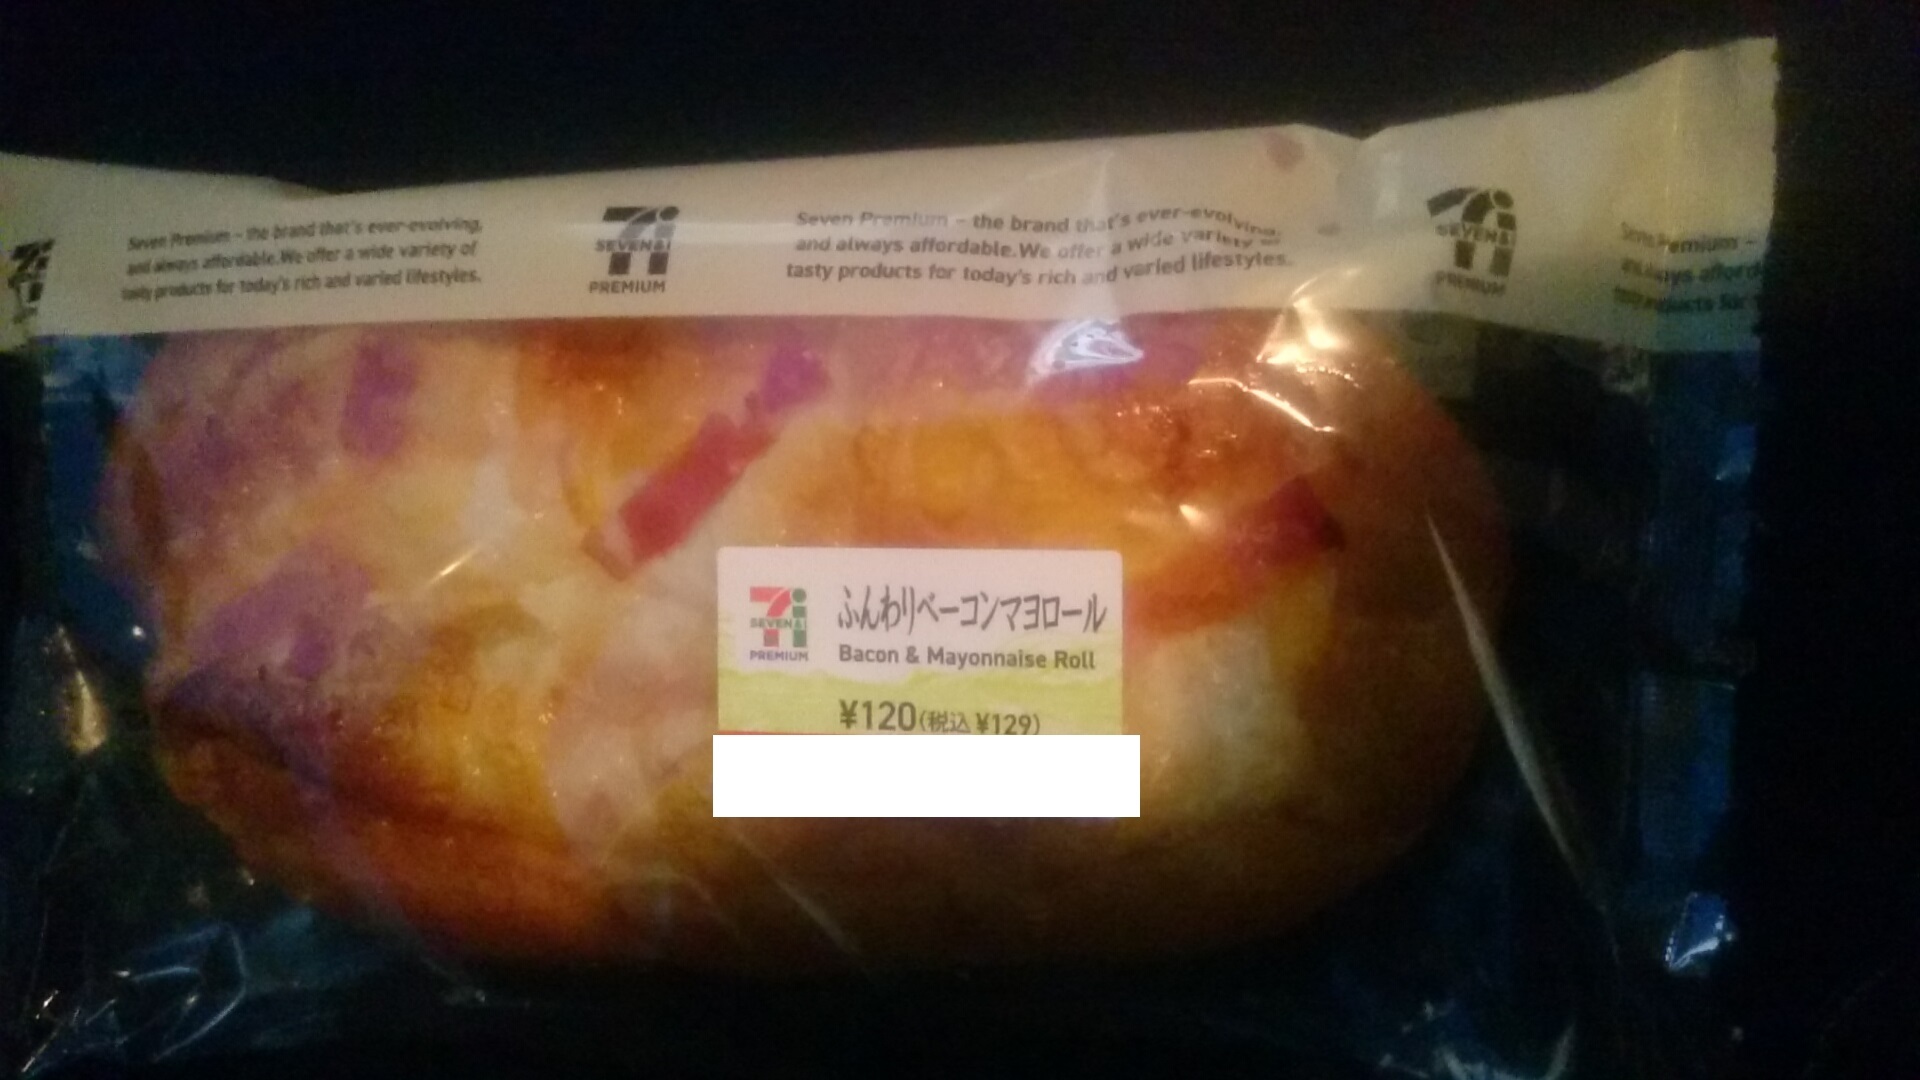 Seven Premium – the brand that's ever-evolving,
and always affordable. We offer a wide variety of
tasty products for today's rich and varied lifestyles.
SEVEN&i
PREMIUM
Seven Premium – the brand that's ever-evolving,
and always affordable. We offer a wide variety of
tasty products for today's rich and varied lifestyles.
SEVEN&i
PREMIUM
SEVEN&i
PREMIUM
ふんわりベーコンマヨロール
Bacon & Mayonnaise Roll
¥120(税込 ¥129)